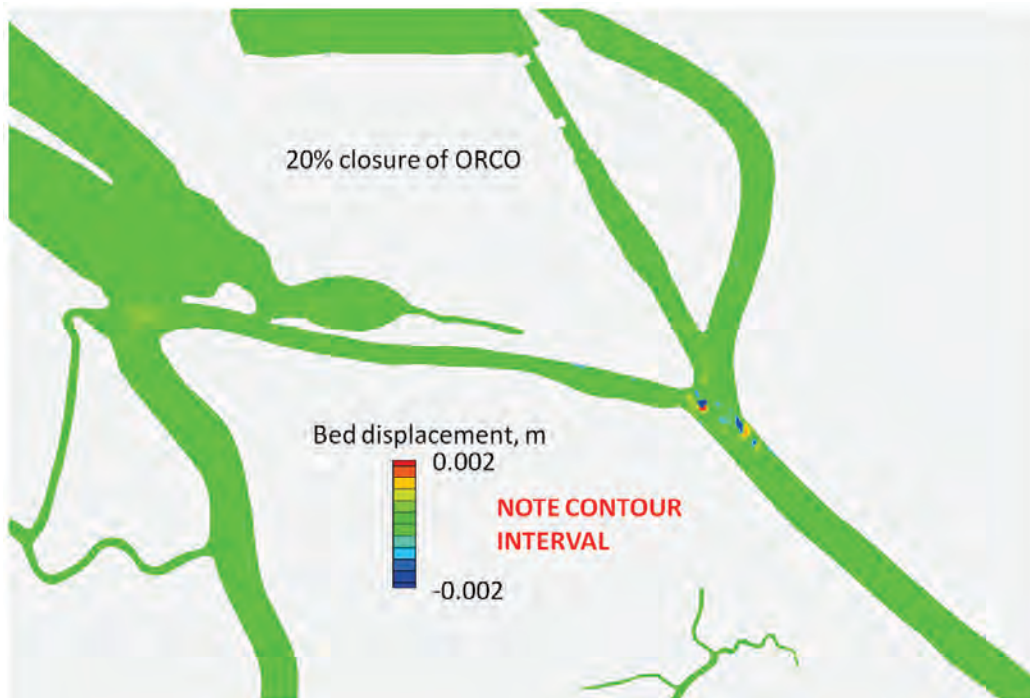 20% closure of ORCO
Bed displacement, m
0.002
NOTE CONTOUR
INTERVAL
-0.002